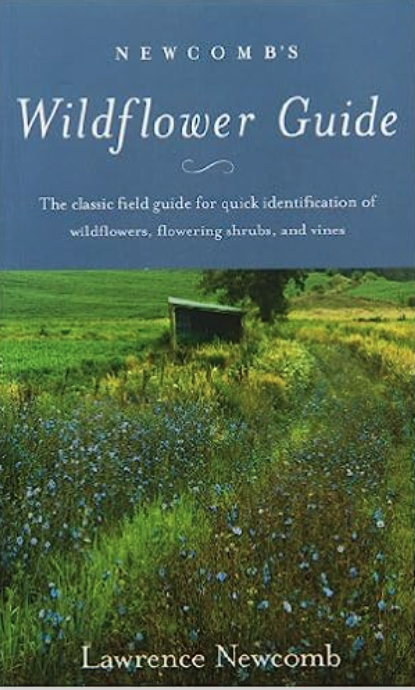 NEWCOMB'S
Wildflower Guide
The classic field guide for quick identification of
wildflowers, flowering shrubs, and vines
Lawrence Newcomb